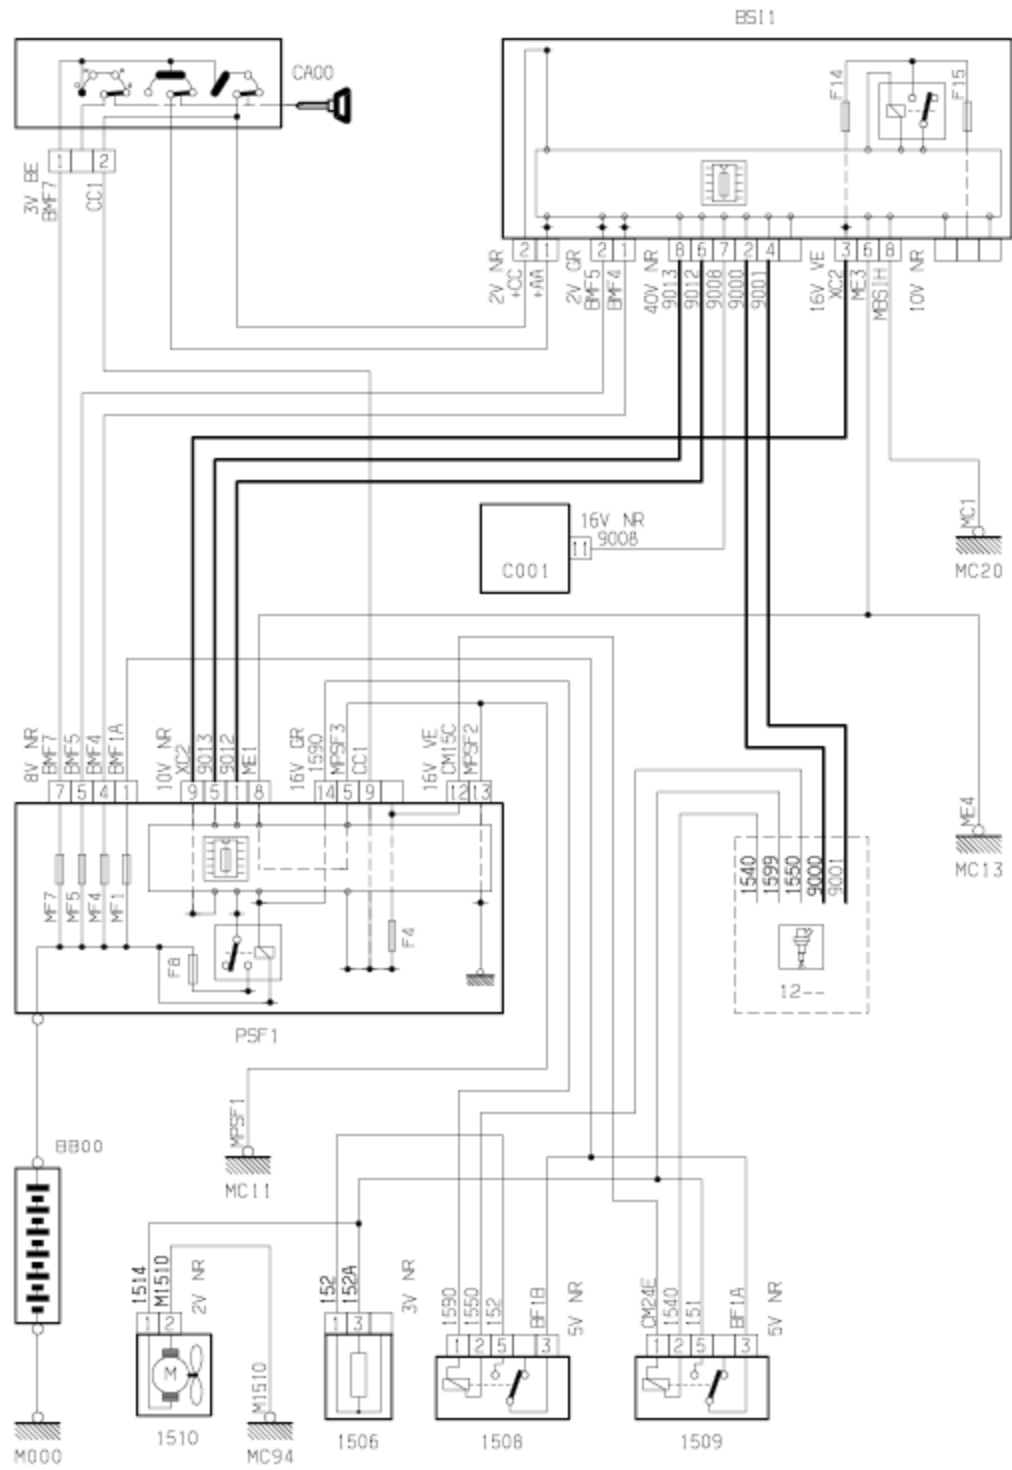 BSI1
CA00
F14
F15
1 2
3V BE
BMF7
CC1
2 1 2 1 8 6 7 2 4 3 6 8
2V NR
+CC
+AA
2V GR
BMF5
BMF4
40V NR
9013
9012
9008
9000
9001
16V VE
XC2
ME3
MBSIH
10V NR
C001
11
16V NR
9008
MC1
MC20
8V NR
BMF7
BMF5
BMF4
BMF1A
10V NR
XC2
9013
9012
ME1
16V GR
1590
MPSF3
CC1
16V VE
CM15C
MPSF2
7 5 4 1 9 5 1 8 14 5 9 12 13
MF7
MF5
MF4
MF1
F8
F4
PSF1
ME4
MC13
1540
1599
1550
9000
9001
12--
BB00
M000
MPSF1
MC11
1514
M1510
2V NR
1 2
M
1510
M1510
MC94
152
152A
3V NR
1 3
1506
1590
1550
152
BF1B
5V NR
1 2 5 3
1508
CM24E
1540
151
BF1A
5V NR
1 2 5 3
1509